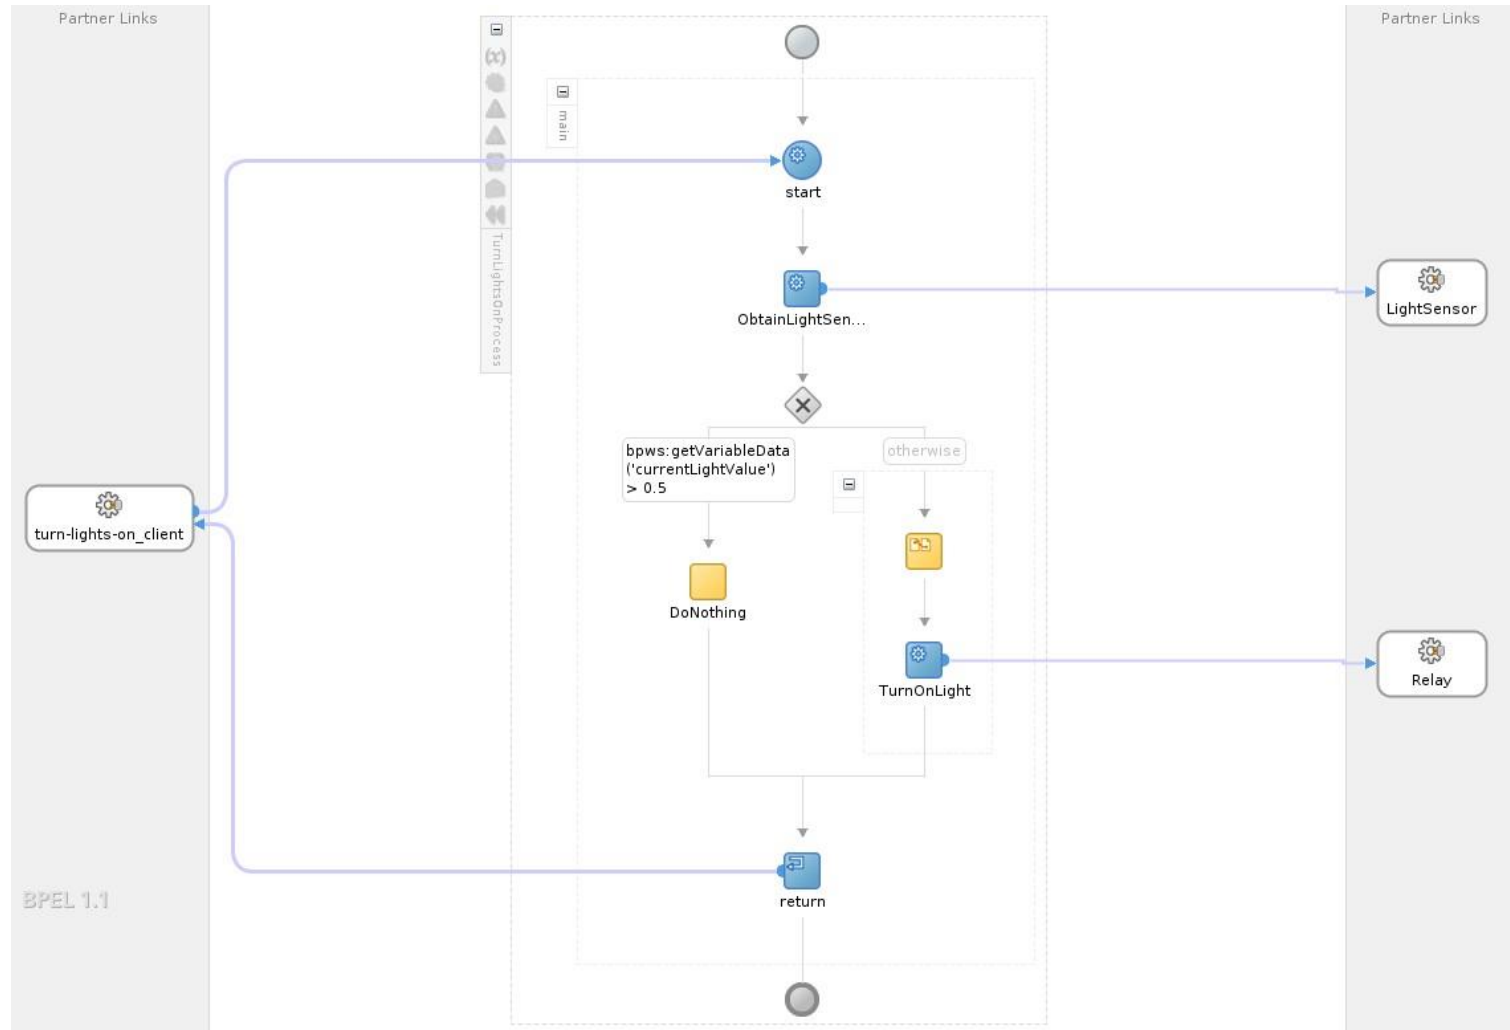 Partner Links
Partner Links
main
start
TurnLightsOnProcess
ObtainLightSen...
LightSensor
bpws:getVariableData
('currentLightValue')
> 0.5
otherwise
turn-lights-on_client
DoNothing
TurnOnLight
Relay
return
BPEL 1.1